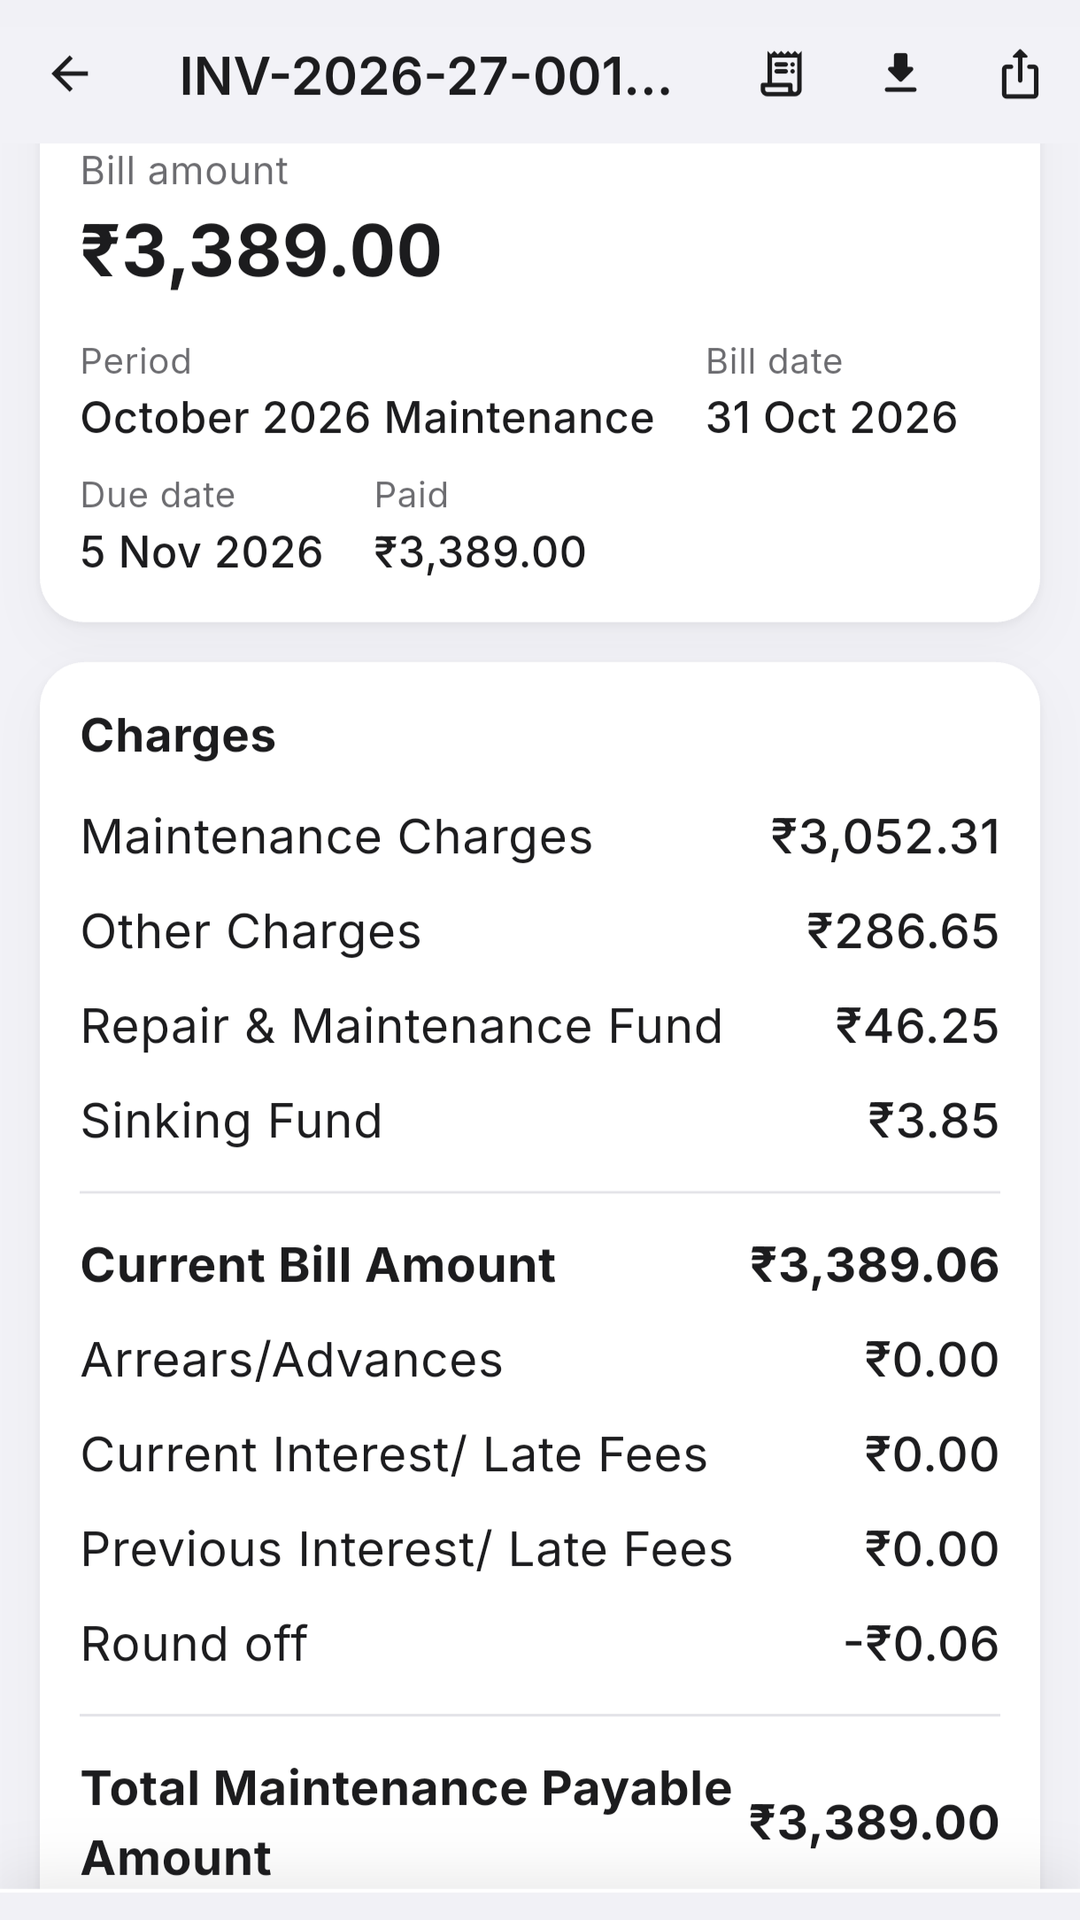 INV-2026-27-001...
Bill amount
₹3,389.00
Period
October 2026 Maintenance
Bill date
31 Oct 2026
Due date
5 Nov 2026
Paid
₹3,389.00
Charges
Maintenance Charges ₹3,052.31
Other Charges ₹286.65
Repair & Maintenance Fund ₹46.25
Sinking Fund ₹3.85
Current Bill Amount ₹3,389.06
Arrears/Advances ₹0.00
Current Interest/ Late Fees ₹0.00
Previous Interest/ Late Fees ₹0.00
Round off -₹0.06
Total Maintenance Payable
Amount ₹3,389.00